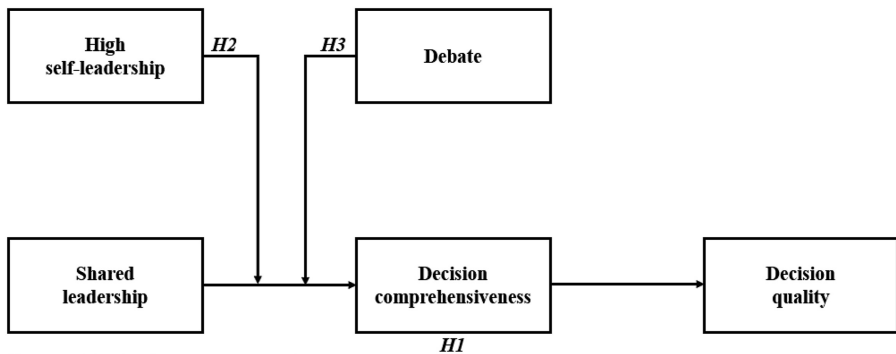 High
self-leadership
H2
H3
Debate
Shared
leadership
Decision
comprehensiveness
Decision
quality
H1